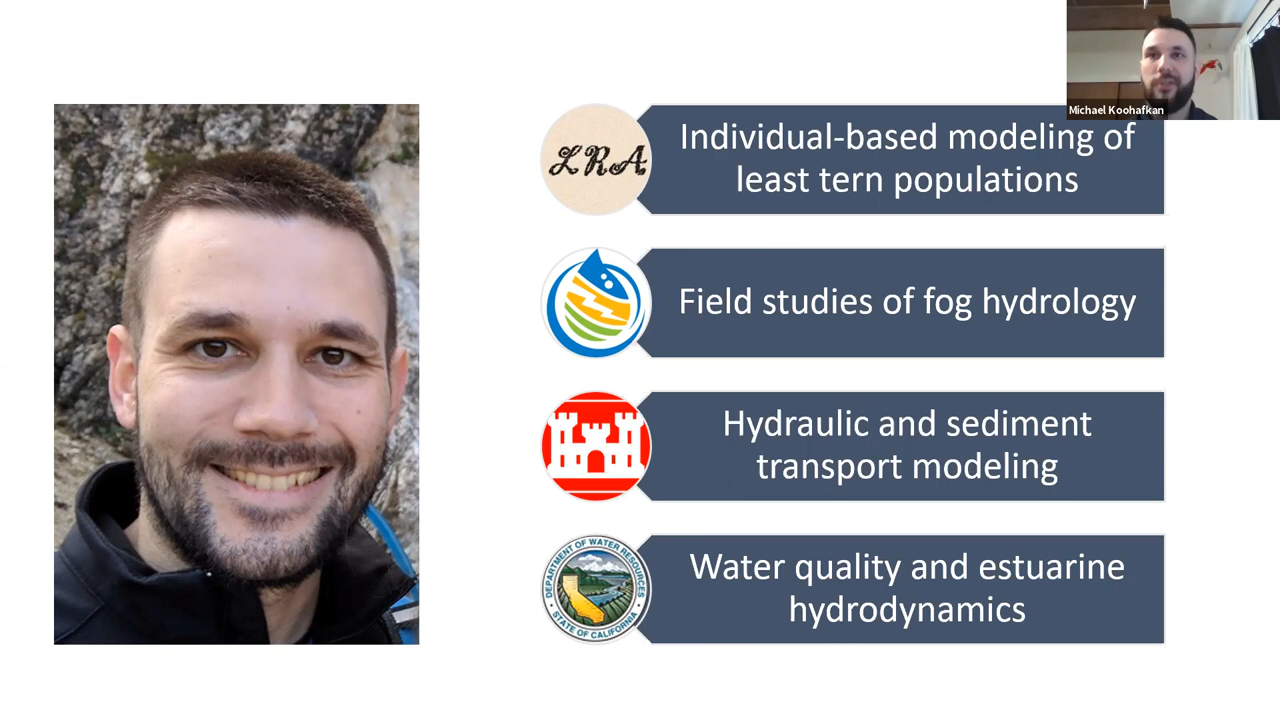 Michael Koohafkan
LRA
Individual-based modeling of
least tern populations
Field studies of fog hydrology
Hydraulic and sediment
transport modeling
DEPARTMENT OF WATER RESOURCES
STATE OF CALIFORNIA
Water quality and estuarine
hydrodynamics